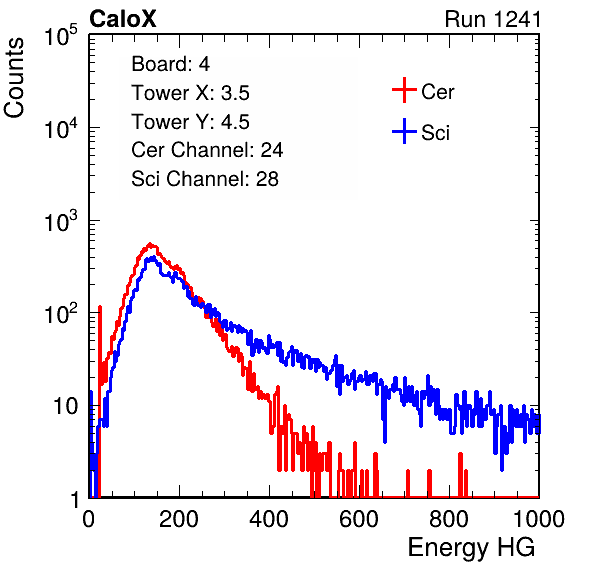 CaloX Run 1241
Counts
10^5
10^4
10^3
10^2
10
1
Board: 4
Tower X: 3.5
Tower Y: 4.5
Cer Channel: 24
Sci Channel: 28
Cer
Sci
0 200 400 600 800 1000
Energy HG